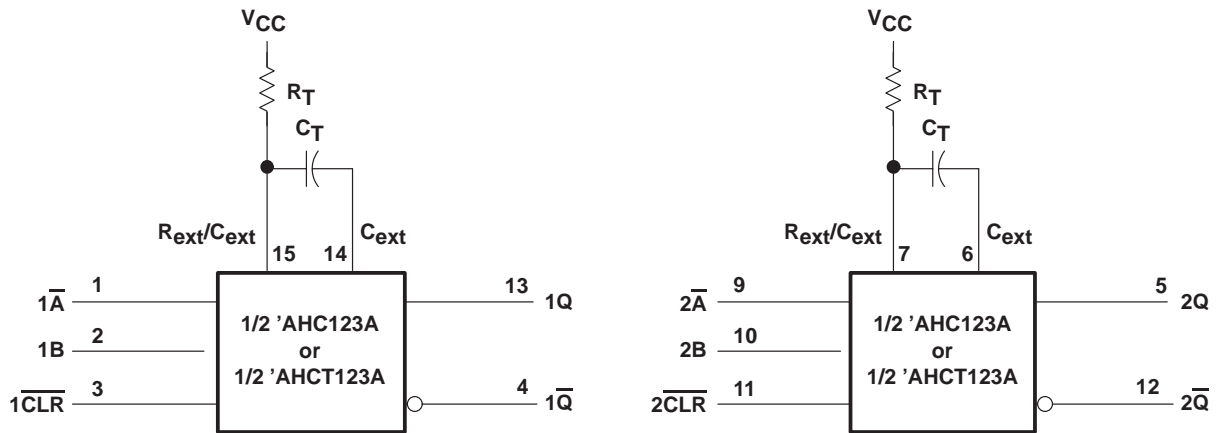 VCC
RT
CT
Rext/Cext
Cext
15
14
1A̅
1
1B
2
1C̅L̅R̅
3
1/2 ’AHC123A
or
1/2 ’AHCT123A
13
1Q
4
1Q̅
VCC
RT
CT
Rext/Cext
Cext
7
6
2A̅
9
2B
10
2C̅L̅R̅
11
1/2 ’AHC123A
or
1/2 ’AHCT123A
5
2Q
12
2Q̅